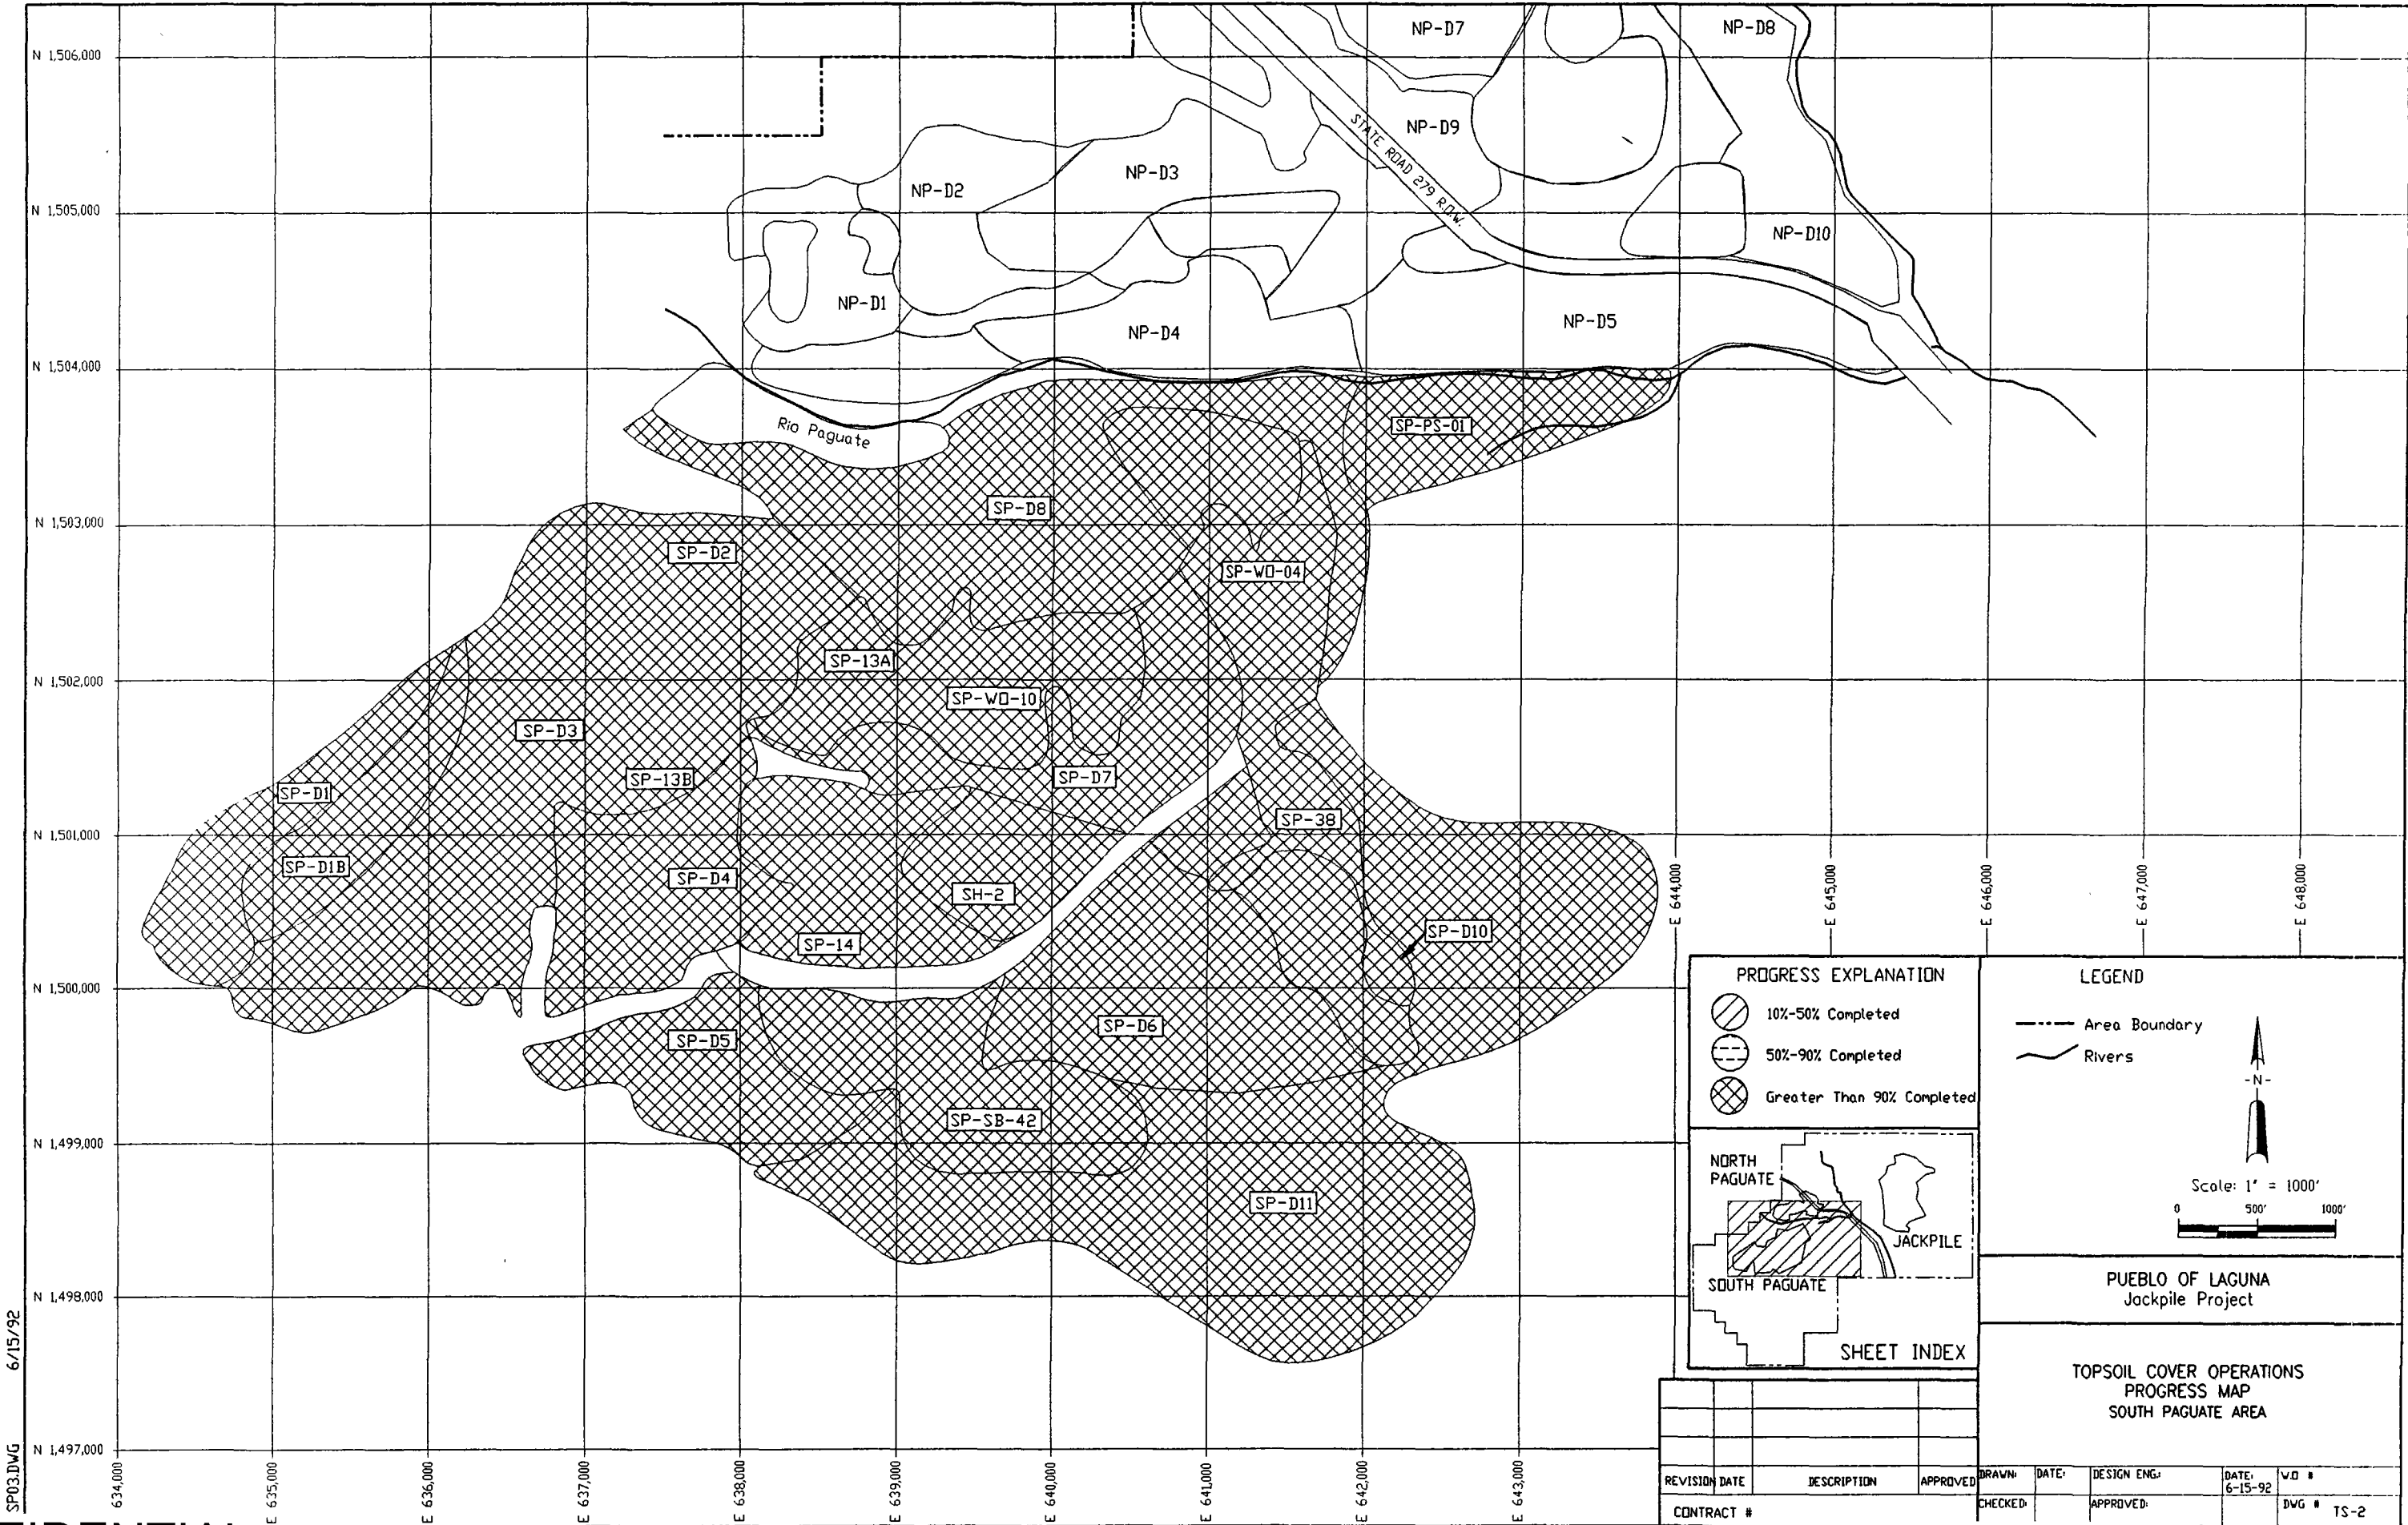 N 1,506,000
NP-D7
NP-D8
STATE ROAD 279 R.O.W.
NP-D9
NP-D2
NP-D3
N 1,505,000
NP-D10
NP-D1
NP-D4
NP-D5
N 1,504,000
Rio Paguate
SP-PS-01
SP-D8
N 1,503,000
SP-D2
SP-WO-04
SP-13A
N 1,502,000
SP-WO-10
SP-D3
SP-13B
SP-D7
SP-D1
SP-38
N 1,501,000
SP-D1B
SP-D4
SH-2
SP-D10
SP-14
E 644,000
E 645,000
E 646,000
E 647,000
E 648,000
N 1,500,000
SP-D6
SP-D5
SP-SB-42
N 1,499,000
SP-D11
N 1,498,000
N 1,497,000
E 634,000
E 635,000
E 636,000
E 637,000
E 638,000
E 639,000
E 640,000
E 641,000
E 642,000
E 643,000
SP03.DWG 6/15/92
PROGRESS EXPLANATION
10%-50% Completed
50%-90% Completed
Greater Than 90% Completed
LEGEND
Area Boundary
Rivers
-N-
Scale: 1' = 1000'
0 500' 1000'
NORTH
PAGUATE
JACKPILE
SOUTH PAGUATE
SHEET INDEX
PUEBLO OF LAGUNA
Jackpile Project
TOPSOIL COVER OPERATIONS
PROGRESS MAP
SOUTH PAGUATE AREA
REVISION DATE DESCRIPTION APPROVED
CONTRACT #
DRAWN: DATE: DESIGN ENG.: DATE: 6-15-92 W.O #
CHECKED: APPROVED: DWG # TS-2